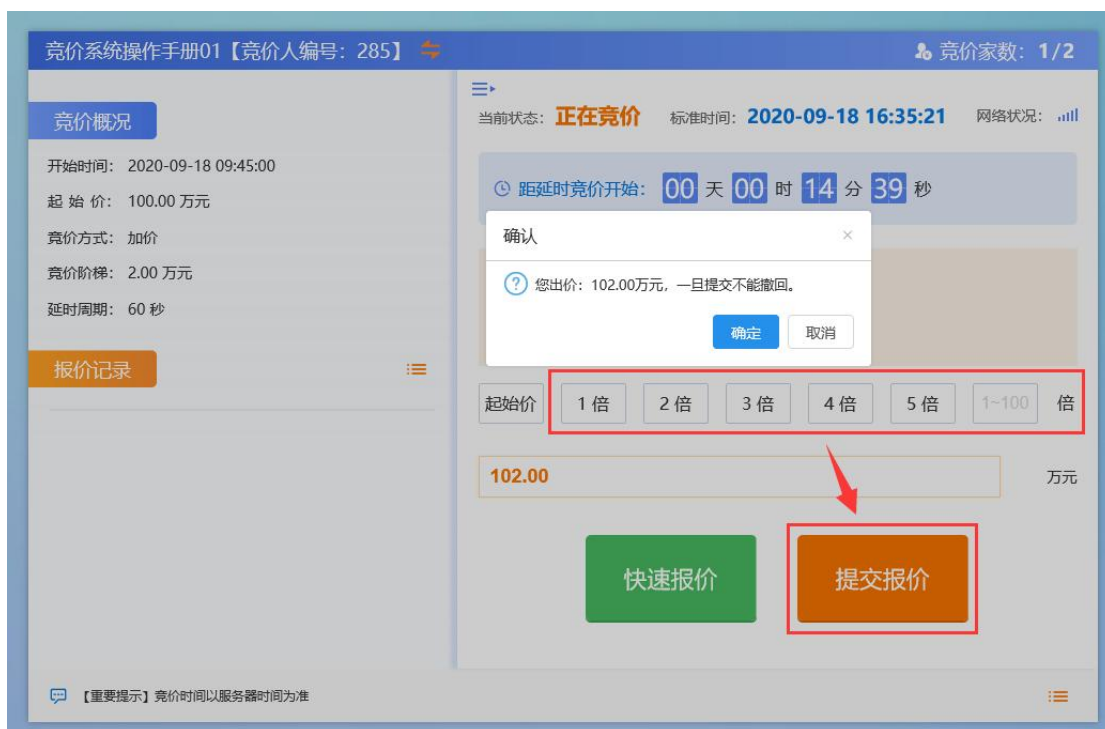 竞价系统操作手册01【竞价人编号：285】
竞价家数：1/2
竞价概况
开始时间： 2020-09-18 09:45:00
起 始 价： 100.00 万元
竞价方式： 加价
竞价阶梯： 2.00 万元
延时周期： 60 秒
报价记录
当前状态：正在竞价 标准时间：2020-09-18 16:35:21 网络状况：
距延时竞价开始： 00 天 00 时 14 分 39 秒
确认 ×
您出价：102.00万元，一旦提交不能撤回。
确定 取消
起始价 1 倍 2 倍 3 倍 4 倍 5 倍 1~100 倍
102.00 万元
快速报价 提交报价
【重要提示】竞价时间以服务器时间为准